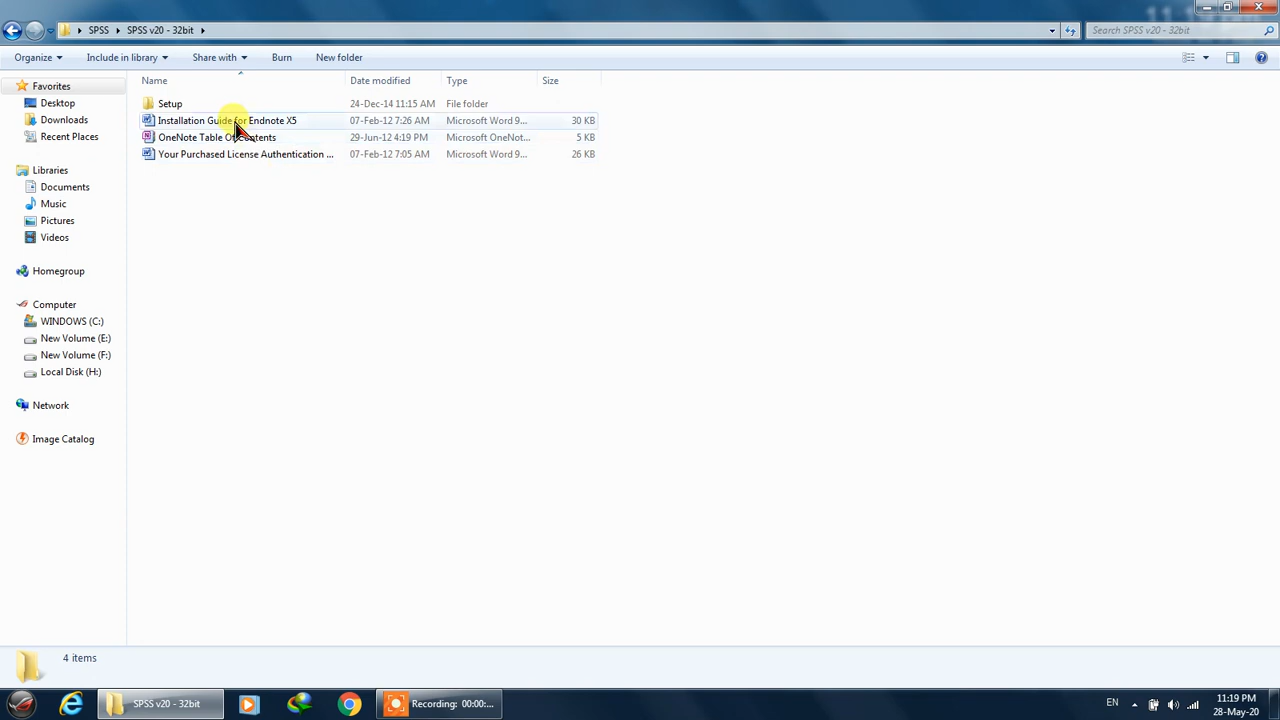 SPSS SPSS v20 - 32bit
Search SPSS v20 - 32bit
Organize Include in library Share with Burn New folder
Name Date modified Type Size
Favorites
Desktop
Downloads
Recent Places
Libraries
Documents
Music
Pictures
Videos
Homegroup
Computer
WINDOWS (C:)
New Volume (E:)
New Volume (F:)
Local Disk (H:)
Network
Image Catalog
Setup 24-Dec-14 11:15 AM File folder
Installation Guide for Endnote X5 07-Feb-12 7:26 AM Microsoft Word 9... 30 KB
OneNote Table Of Contents 29-Jun-12 4:19 PM Microsoft OneNot... 5 KB
Your Purchased License Authentication ... 07-Feb-12 7:05 AM Microsoft Word 9... 26 KB
4 items
SPSS v20 - 32bit
Recording: 00:00:...
EN
11:19 PM
28-May-20